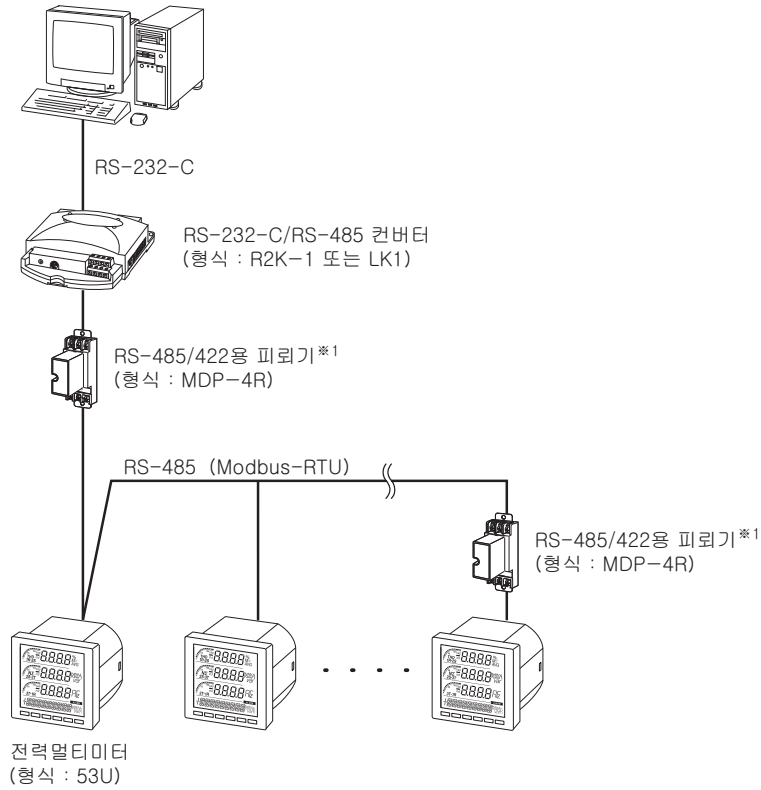 RS-232-C
RS-232-C/RS-485 컨버터
(형식 : R2K-1 또는 LK1)
RS-485/422용 피뢰기※1
(형식 : MDP-4R)
RS-485 (Modbus-RTU)
RS-485/422용 피뢰기※1
(형식 : MDP-4R)
전력멀티미터
(형식 : 53U)